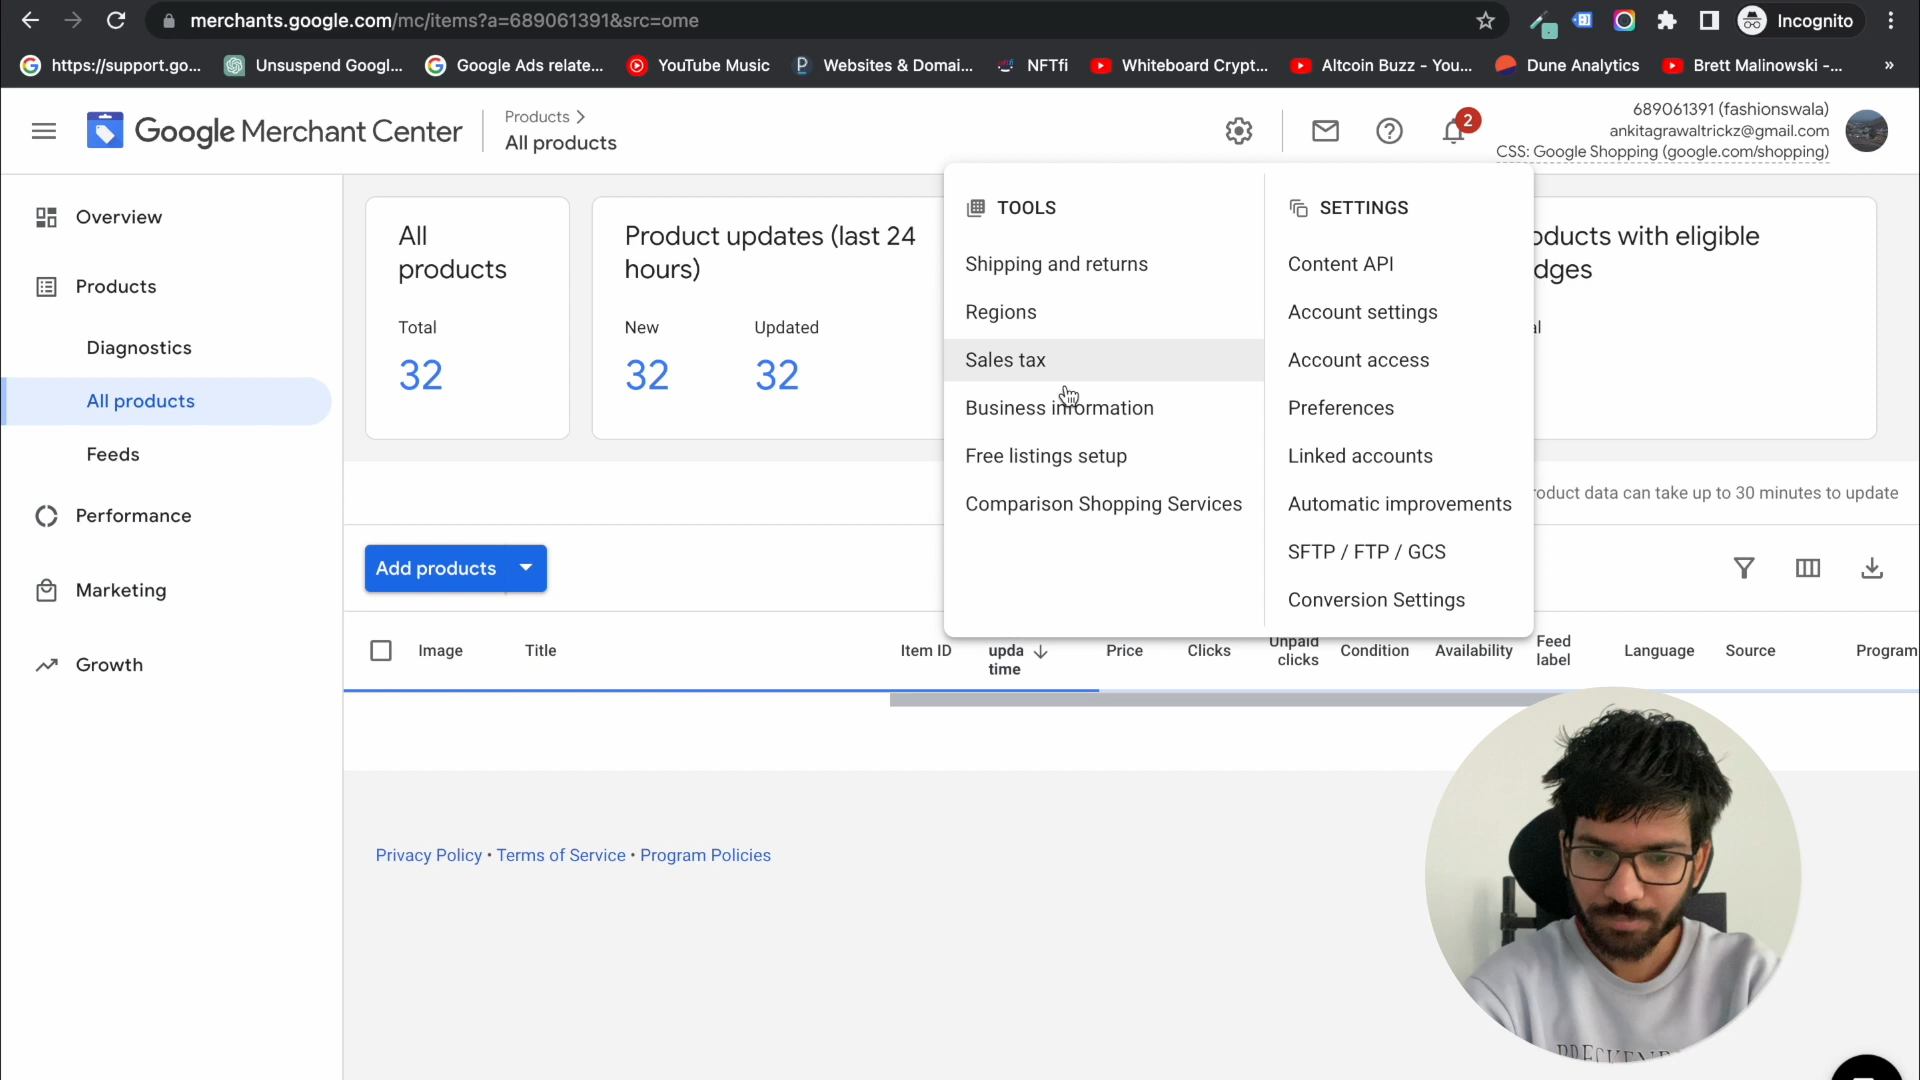 merchants.google.com/mc/items?a=689061391&src=ome
Incognito
https://support.go...
Unsuspend Googl...
Google Ads relate...
YouTube Music
Websites & Domai...
NFTfi
Whiteboard Crypt...
Altcoin Buzz - You...
Dune Analytics
Brett Malinowski -...
»
Google Merchant Center
Products >
All products
2
689061391 (fashionswala)
ankitagrawaltrickz@gmail.com
CSS: Google Shopping (google.com/shopping)
Overview
Products
Diagnostics
All products
Feeds
Performance
Marketing
Growth
All
products
Total
32
Product updates (last 24
hours)
New
Updated
32
32
TOOLS
Shipping and returns
Regions
Sales tax
Business information
Free listings setup
Comparison Shopping Services
SETTINGS
Content API
Account settings
Account access
Preferences
Linked accounts
Automatic improvements
SFTP / FTP / GCS
Conversion Settings
oducts with eligible
dges
al
roduct data can take up to 30 minutes to update
Add products
Image
Title
Item ID
upda
time
Price
Clicks
Unpaid
clicks
Condition
Availability
Feed
label
Language
Source
Program
Privacy Policy • Terms of Service • Program Policies